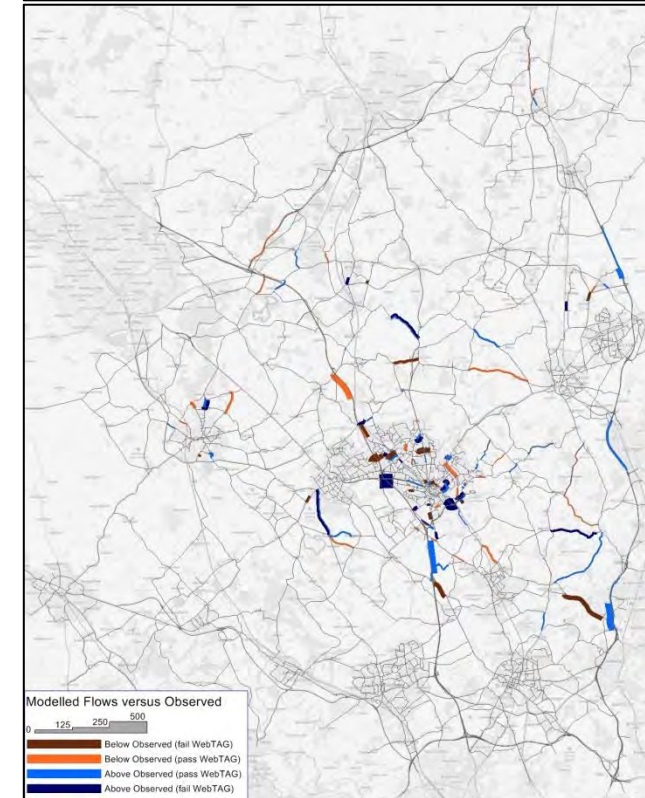 Modelled Flows versus Observed
0 125 250 500
Below Observed (fail WebTAG)
Below Observed (pass WebTAG)
Above Observed (pass WebTAG)
Above Observed (fail WebTAG)